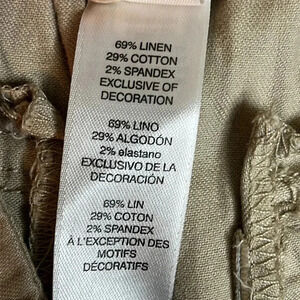 69% LINEN
29% COTTON
2% SPANDEX
EXCLUSIVE OF
DECORATION
69% LINO
29% ALGODÓN
2% elastano
EXCLUSIVO DE LA
DECORACIÓN
69% LIN
29% COTON
2% SPANDEX
À L'EXCEPTION DES
MOTIFS
DÉCORATIFS